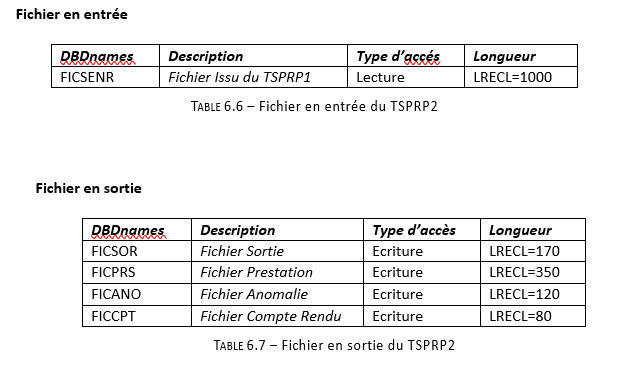 Fichier en entrée
DBDnames Description Type d'accés Longueur
FICSENR Fichier Issu du TSPRP1 Lecture LRECL=1000
TABLE 6.6 – Fichier en entrée du TSPRP2
Fichier en sortie
DBDnames Description Type d'accès Longueur
FICSOR Fichier Sortie Ecriture LRECL=170
FICPRS Fichier Prestation Ecriture LRECL=350
FICANO Fichier Anomalie Ecriture LRECL=120
FICCPT Fichier Compte Rendu Ecriture LRECL=80
TABLE 6.7 – Fichier en sortie du TSPRP2